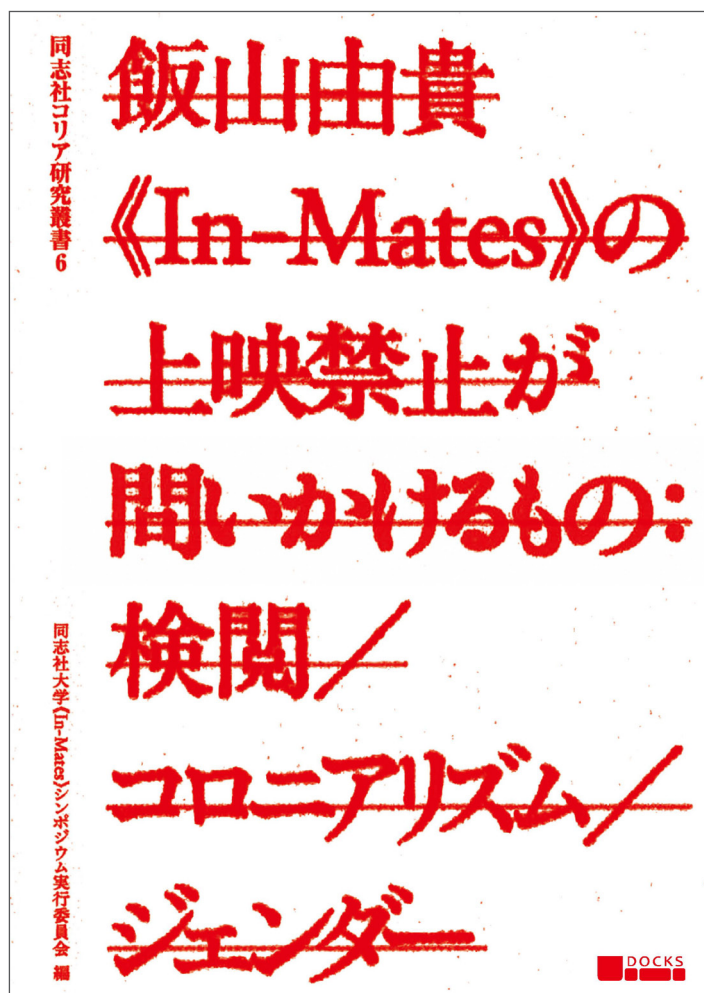 同志社コリア研究叢書6
飯山由貴
《In-Mates》の
上映禁止が
問いかけるもの：
検閲／
コロニアリズム／
ジェンダー
同志社大学《In-Mates》シンポジウム実行委員会 編
DOCKS